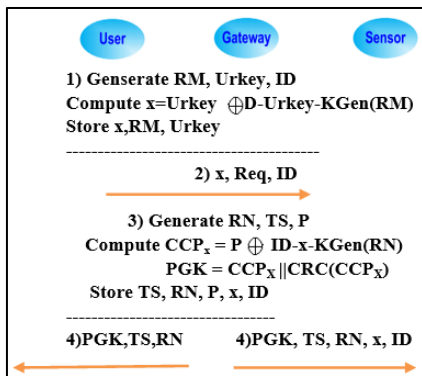 User Gateway Sensor
1) Genserate RM, Urkey, ID
Compute x=Urkey ⊕D-Urkey-KGen(RM)
Store x,RM, Urkey
----------------------------------------
2) x, Req, ID
3) Generate RN, TS, P
Compute CCPx = P ⊕ ID-x-KGen(RN)
PGK = CCPX ||CRC(CCPX)
Store TS, RN, P, x, ID
---------------------------------
4)PGK,TS,RN 4)PGK, TS, RN, x, ID